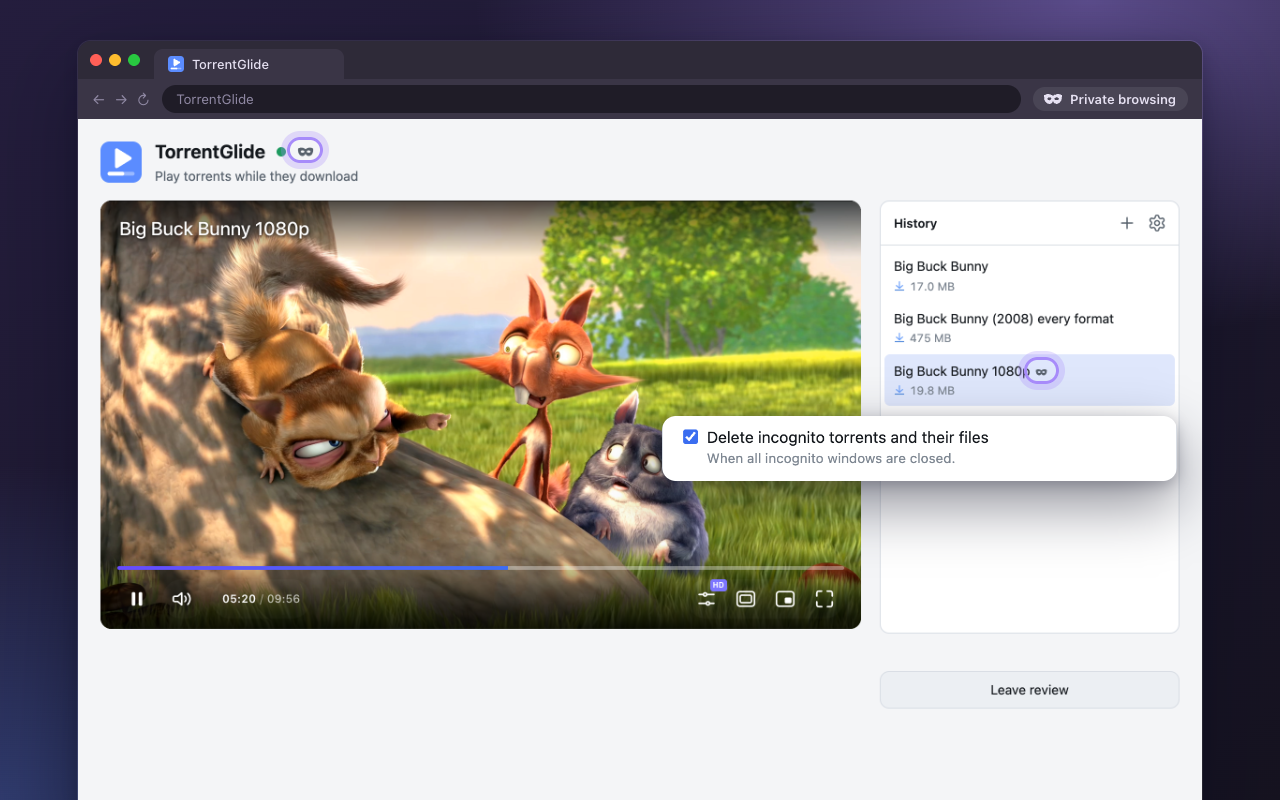 TorrentGlide
TorrentGlide
Private browsing
TorrentGlide
Play torrents while they download
Big Buck Bunny 1080p
05:20 / 09:56
HD
History
Big Buck Bunny
17.0 MB
Big Buck Bunny (2008) every format
475 MB
Big Buck Bunny 1080p
19.8 MB
Delete incognito torrents and their files
When all incognito windows are closed.
Leave review